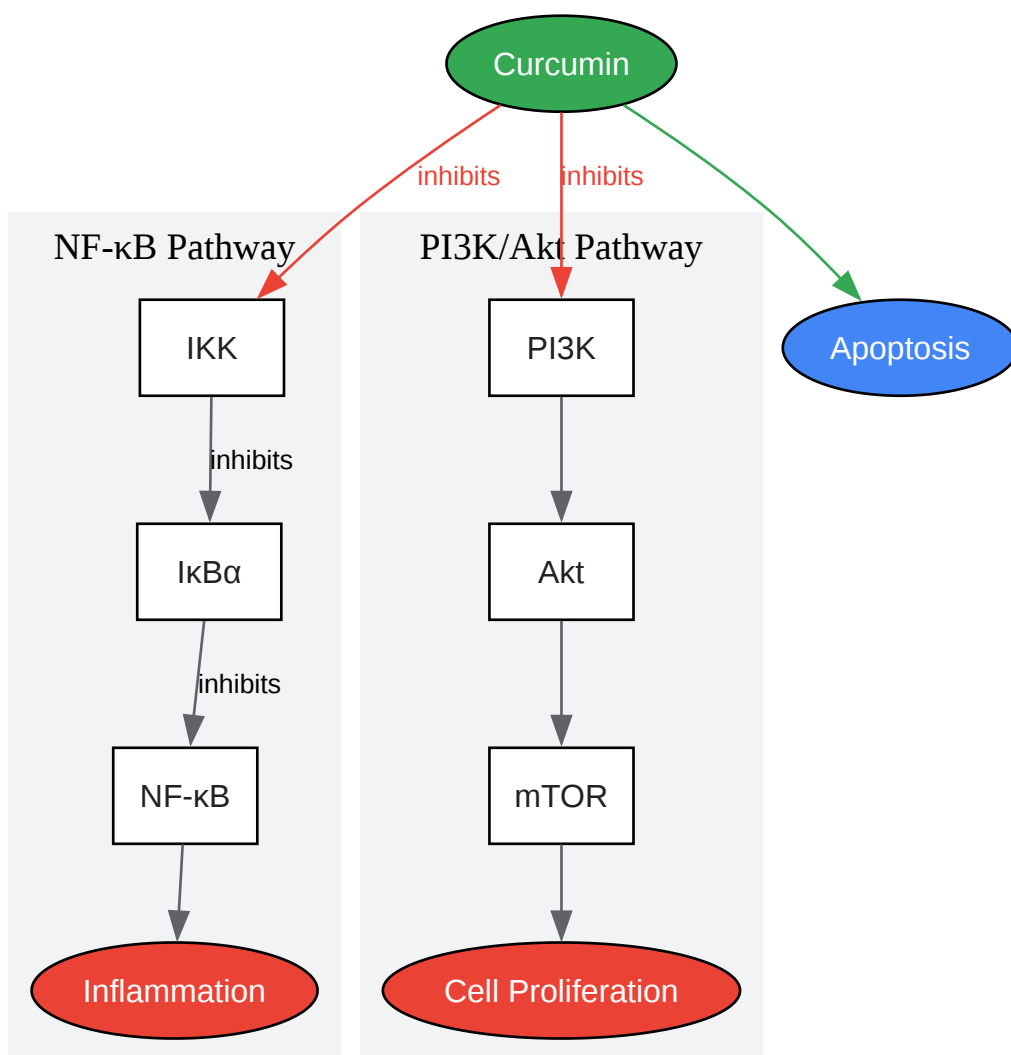 Curcumin
inhibits
inhibits
NF-κB Pathway
PI3K/Akt Pathway
IKK
PI3K
Apoptosis
inhibits
IκBα
Akt
inhibits
NF-κB
mTOR
Inflammation
Cell Proliferation